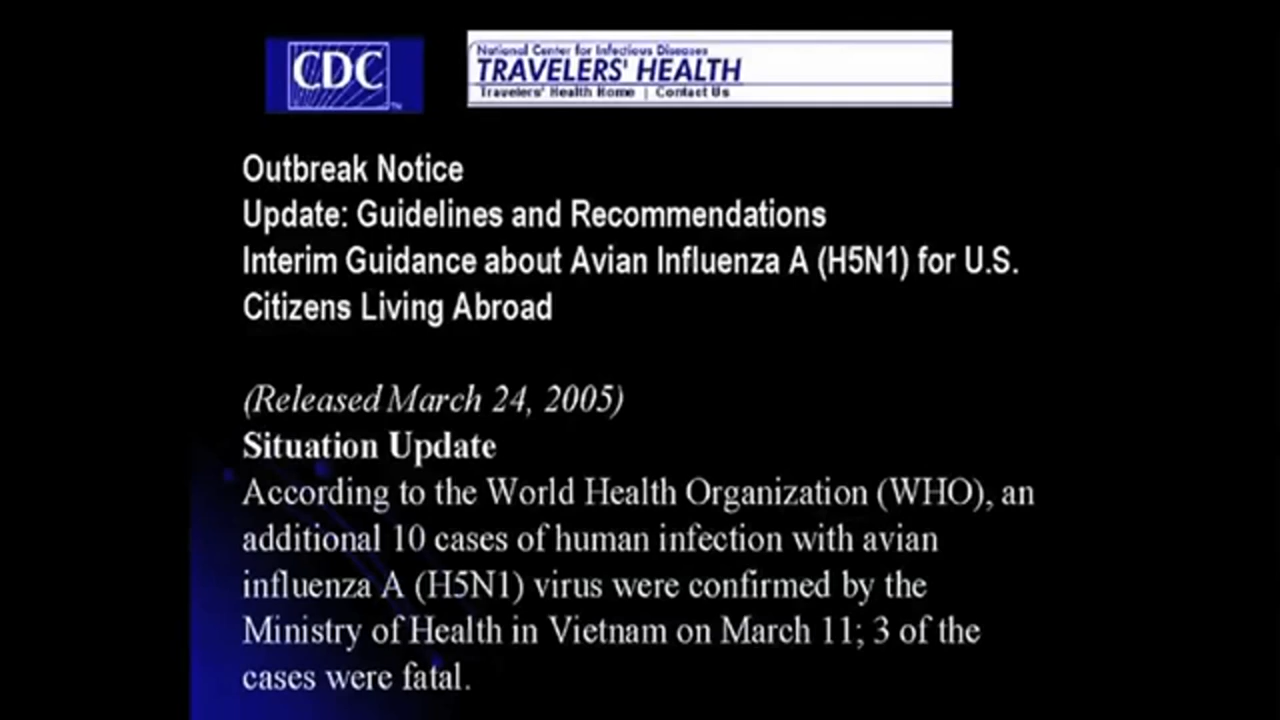 CDC
TM
National Center for Infectious Diseases
TRAVELERS' HEALTH
Travelers' Health Home | Contact Us
Outbreak Notice
Update: Guidelines and Recommendations
Interim Guidance about Avian Influenza A (H5N1) for U.S.
Citizens Living Abroad
(Released March 24, 2005)
Situation Update
According to the World Health Organization (WHO), an
additional 10 cases of human infection with avian
influenza A (H5N1) virus were confirmed by the
Ministry of Health in Vietnam on March 11; 3 of the
cases were fatal.